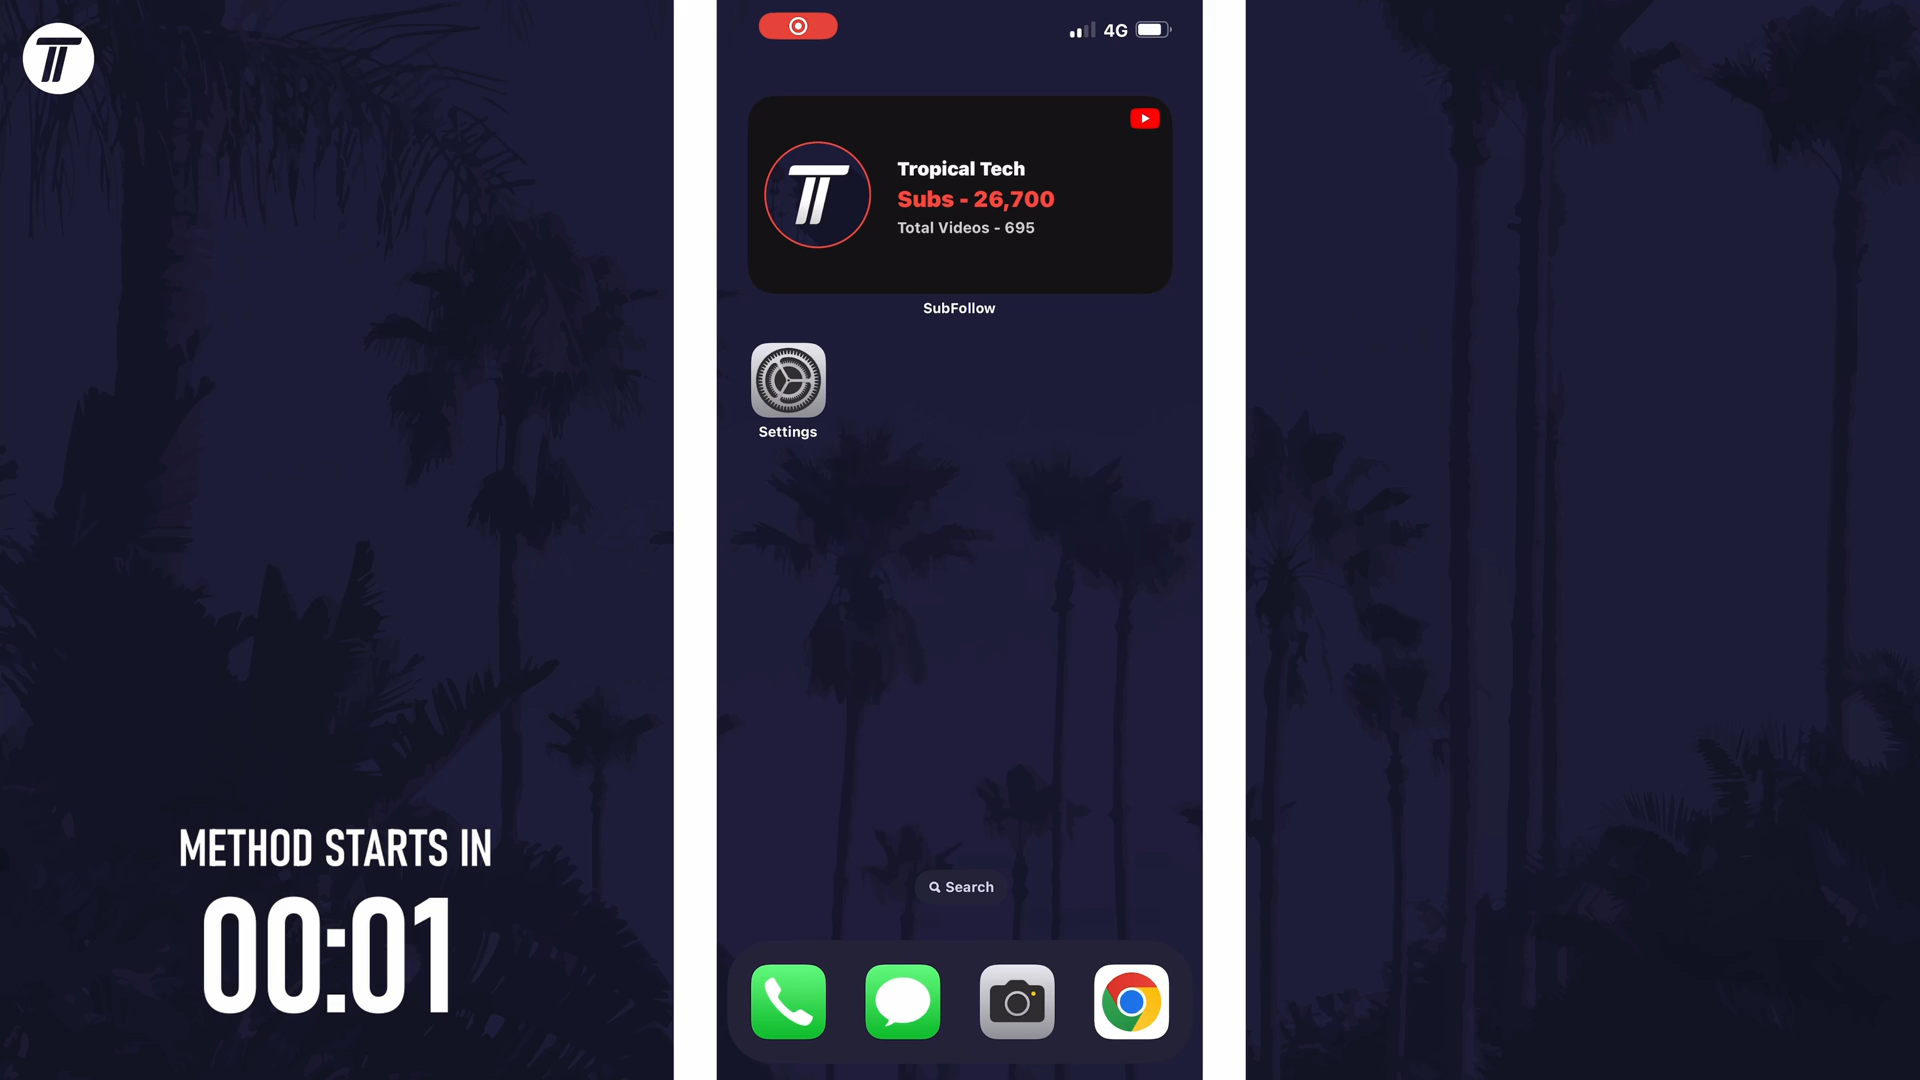 4G
Tropical Tech
Subs - 26,700
Total Videos - 695
SubFollow
Settings
METHOD STARTS IN
00:01
Search